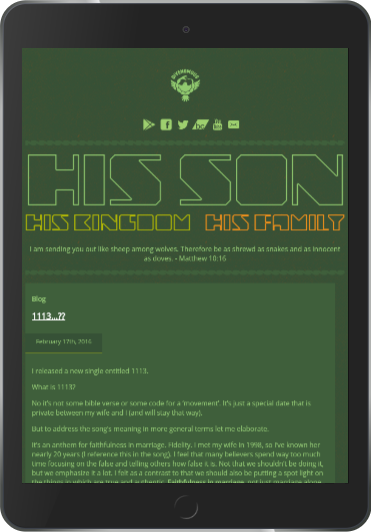 HIS SON
HIS KINGDOM HIS FAMILY
I am sending you out like sheep among wolves. Therefore be as shrewd as snakes and as innocent
as doves. - Matthew 10:16
Blog
1113...??
February 17th, 2016
I released a new single entitled 1113.
What is 1113?
No it's not some bible verse or some code for a 'movement'. It's just a special date that is
private between my wife and I (and will stay that way).
But to address the song's meaning in more general terms let me elaborate.
It's an anthem for faithfulness in marriage. Fidelity. I met my wife in 1998, so I've known her
nearly 20 years (I reference this in the song). I feel that many believers spend way too much
time focusing on the false and telling others how false it is. Not that we shouldn't be doing it,
but we emphasize it a lot. I felt as a contrast to that we should also be putting a spot light on
the things in which are true and authentic. Faithfulness in marriage, not just marriage alone